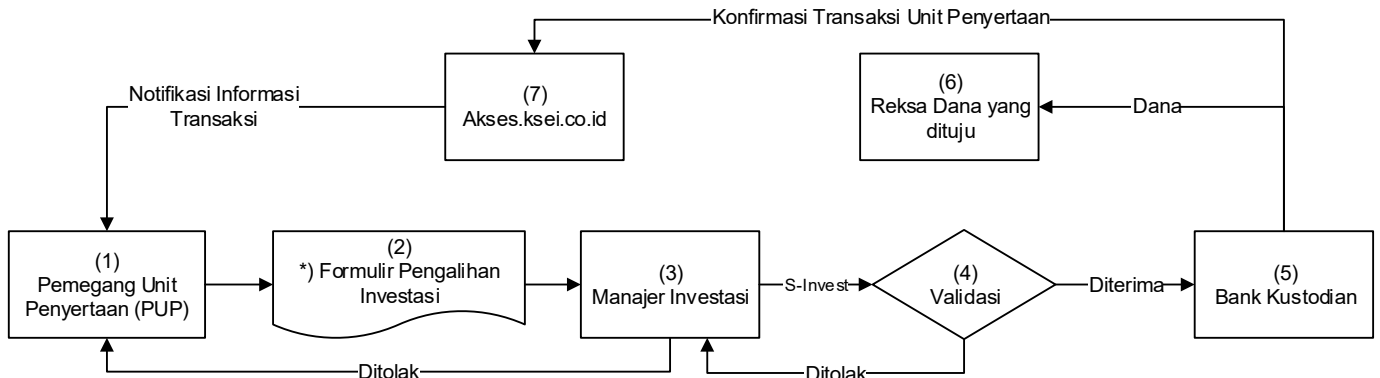 Konfirmasi Transaksi Unit Penyertaan
(7)
Akses.ksei.co.id
(6)
Reksa Dana yang
dituju
Dana
Notifikasi Informasi
Transaksi
(1)
Pemegang Unit
Penyertaan (PUP)
(2)
*) Formulir Pengalihan
Investasi
(3)
Manajer Investasi
S-Invest
(4)
Validasi
Diterima
(5)
Bank Kustodian
Ditolak
Ditolak